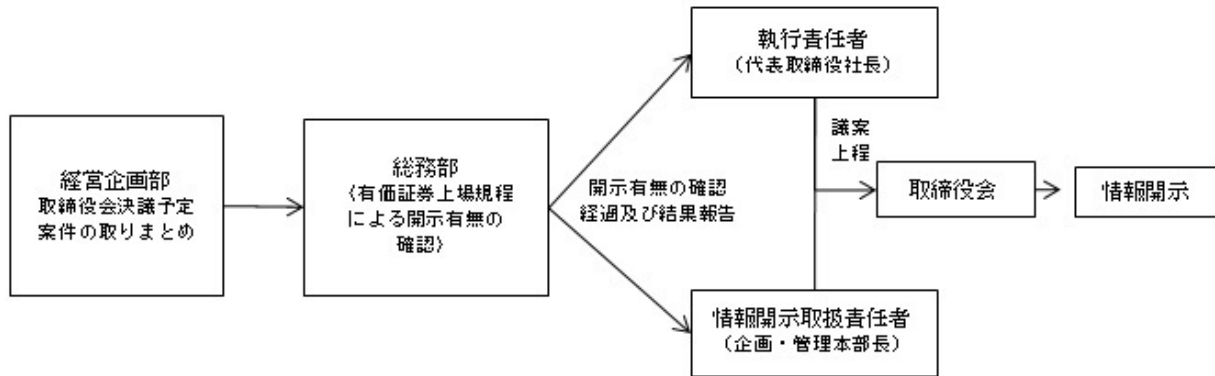 経営企画部
取締役会決議予定
案件の取りまとめ
総務部
(有価証券上場規程
による開示有無の
確認)
開示有無の確認
経過及び結果報告
執行責任者
(代表取締役社長)
情報開示取扱責任者
(企画・管理本部長)
議案
上程
取締役会
情報開示